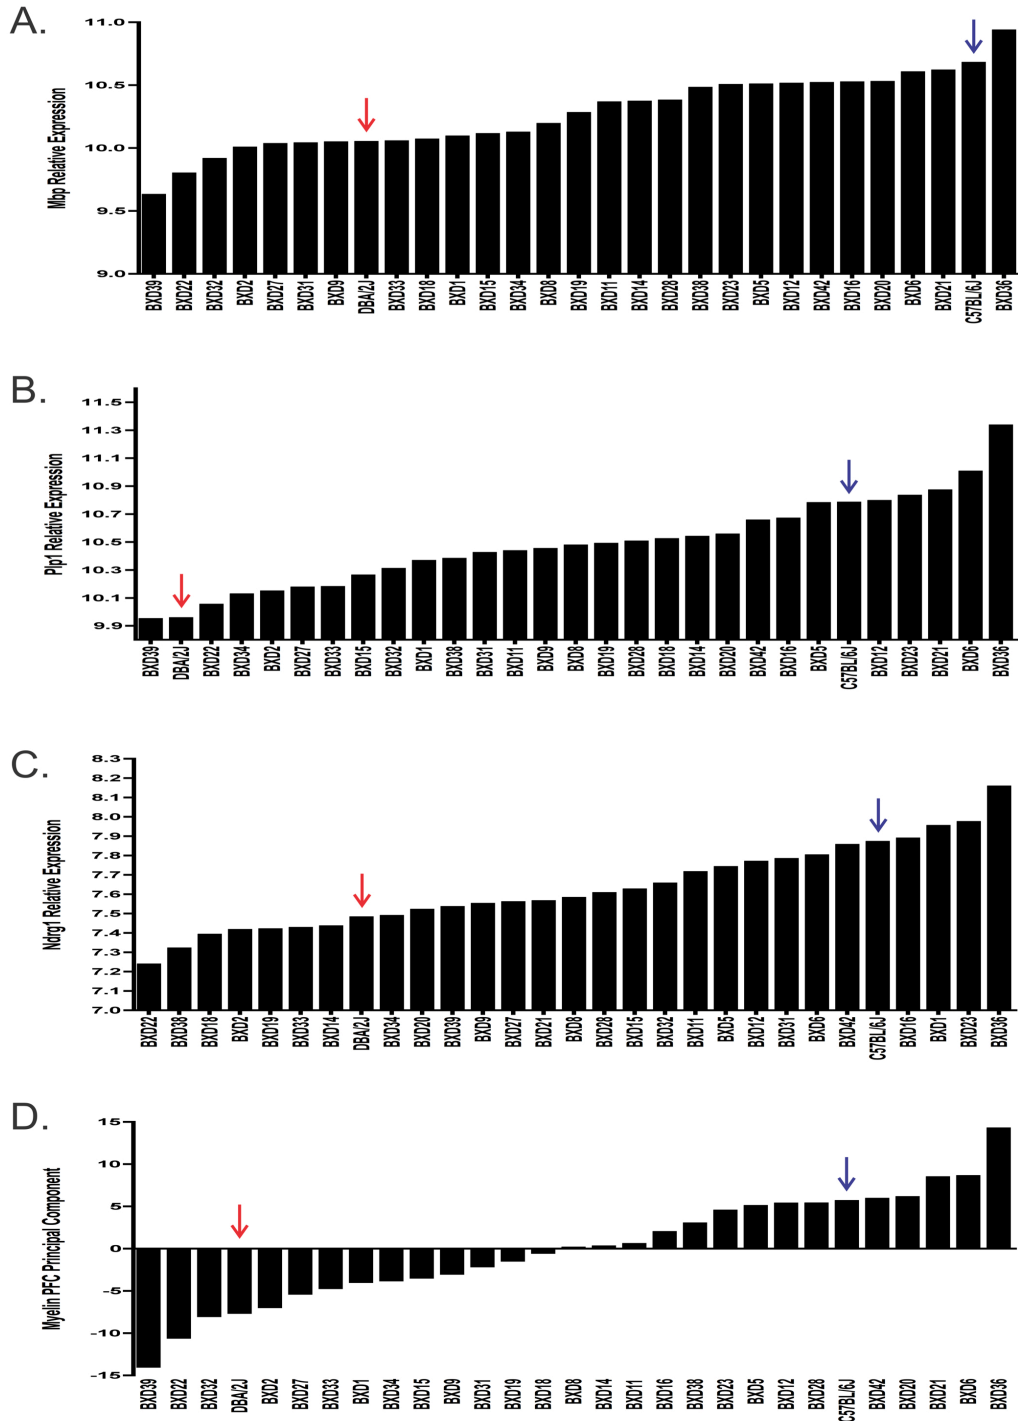 A.
Mbp Relative Expression
11.0
10.5
10.0
9.5
9.0
BXD39 BXD22 BXD32 BXD2 BXD27 BXD31 BXD9 DBA/2J BXD33 BXD18 BXD1 BXD15 BXD34 BXD8 BXD19 BXD11 BXD14 BXD28 BXD38 BXD23 BXD5 BXD12 BXD42 BXD16 BXD20 BXD6 BXD21 C57BL/6J BXD36
B.
Plp1 Relative Expression
11.5
11.3
11.1
10.9
10.7
10.5
10.3
10.1
9.9
BXD39 DBA/2J BXD22 BXD34 BXD2 BXD27 BXD33 BXD15 BXD32 BXD1 BXD38 BXD31 BXD11 BXD9 BXD8 BXD19 BXD28 BXD18 BXD14 BXD20 BXD42 BXD16 BXD5 C57BL/6J BXD12 BXD23 BXD21 BXD6 BXD36
C.
Ndrg1 Relative Expression
8.3
8.2
8.1
8.0
7.9
7.8
7.7
7.6
7.5
7.4
7.3
7.2
7.1
7.0
BXD22 BXD38 BXD18 BXD2 BXD19 BXD33 BXD14 DBA/2J BXD34 BXD20 BXD39 BXD9 BXD27 BXD21 BXD8 BXD28 BXD15 BXD32 BXD11 BXD5 BXD12 BXD31 BXD6 BXD42 C57BL/6J BXD16 BXD1 BXD23 BXD36
D.
Myelin PFC Principal Component
15
10
5
0
-5
-10
-15
BXD39 BXD22 BXD32 DBA/2J BXD2 BXD27 BXD33 BXD1 BXD34 BXD15 BXD9 BXD31 BXD19 BXD18 BXD8 BXD14 BXD11 BXD16 BXD38 BXD23 BXD5 BXD12 BXD28 C57BL/6J BXD42 BXD20 BXD21 BXD6 BXD36